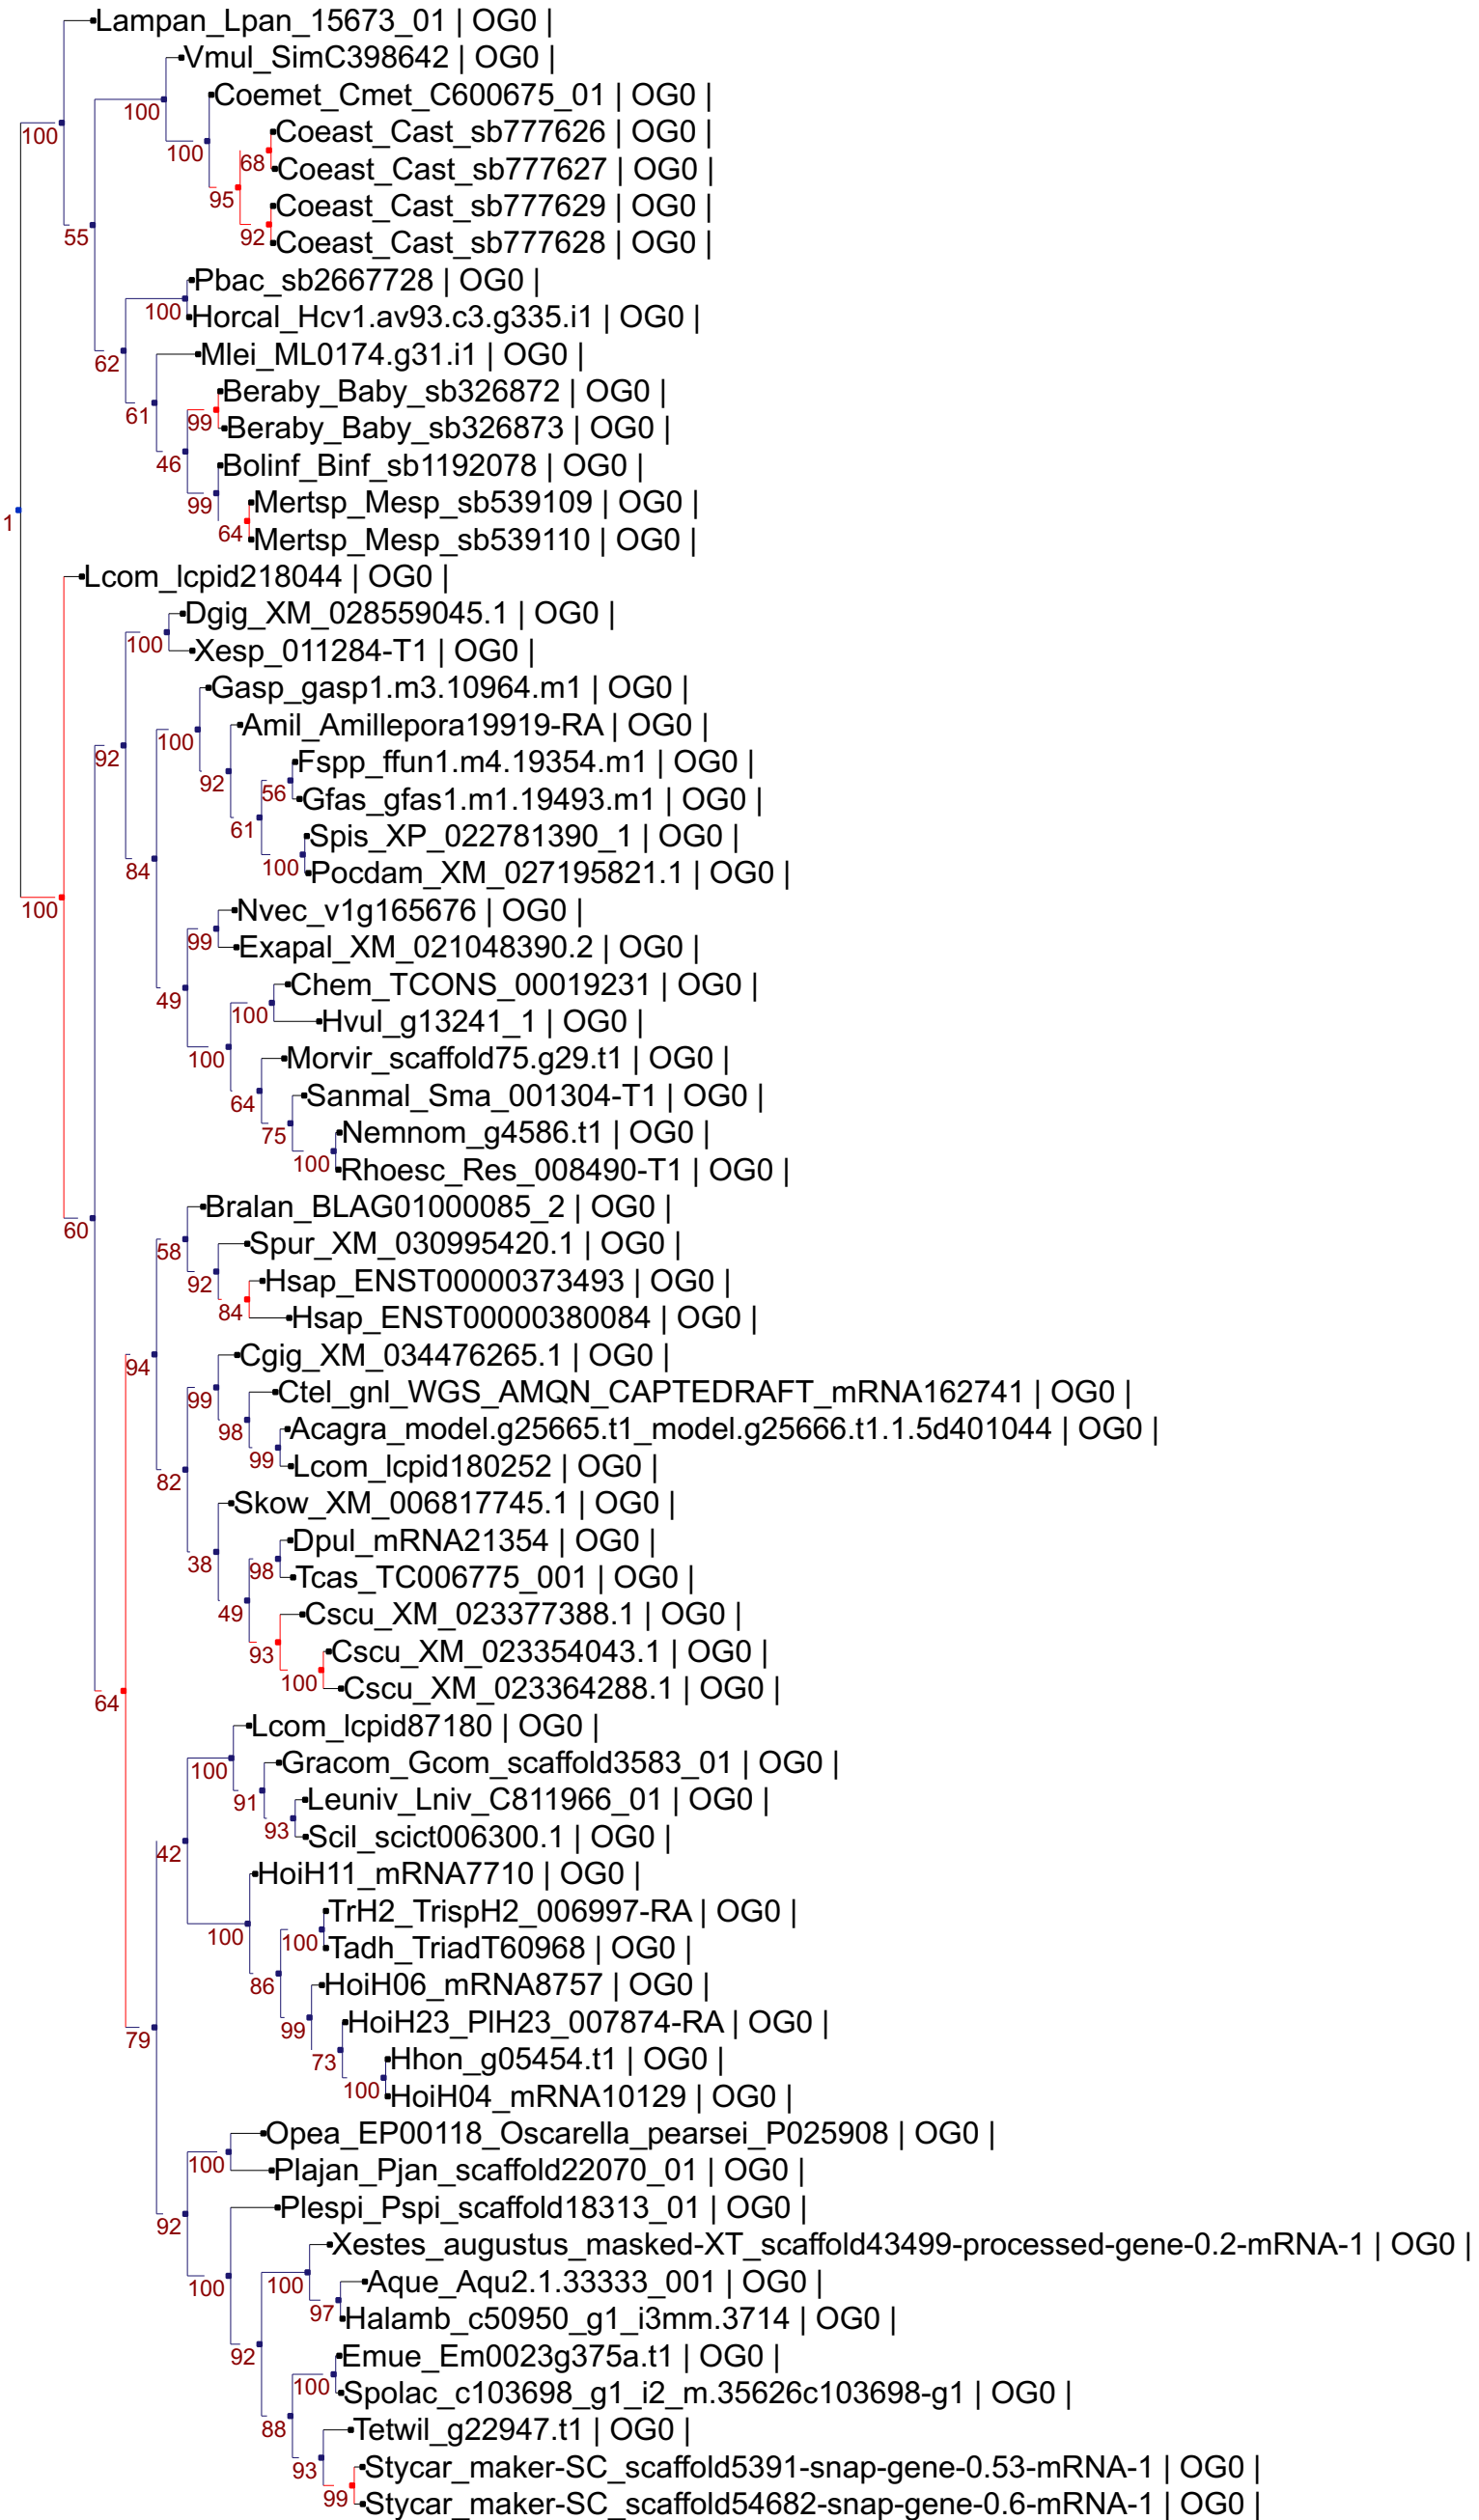 Lampan_Lpan_15673_01 | OG0 |
Vmul_SimC398642 | OG0 |
Coemet_Cmet_C600675_01 | OG0 |
100
100
Coeast_Cast_sb777626 | OG0 |
100
68
Coeast_Cast_sb777627 | OG0 |
95
Coeast_Cast_sb777629 | OG0 |
55
92
Coeast_Cast_sb777628 | OG0 |
Pbac_sb2667728 | OG0 |
100
Horcal_Hcv1.av93.c3.g335.i1 | OG0 |
62
Mlei_ML0174.g31.i1 | OG0 |
Beraby_Baby_sb326872 | OG0 |
61
99
Beraby_Baby_sb326873 | OG0 |
46
Bolinf_Binf_sb1192078 | OG0 |
99
Mertsp_Mesp_sb539109 | OG0 |
1
64
Mertsp_Mesp_sb539110 | OG0 |
Lcom_lcpid218044 | OG0 |
Dgig_XM_028559045.1 | OG0 |
100
Xesp_011284-T1 | OG0 |
Gasp_gasp1.m3.10964.m1 | OG0 |
100
Amil_Amillepora19919-RA | OG0 |
92
Fspp_ffun1.m4.19354.m1 | OG0 |
92
56
Gfas_gfas1.m1.19493.m1 | OG0 |
61
Spis_XP_022781390_1 | OG0 |
84
100
Pocdam_XM_027195821.1 | OG0 |
100
Nvec_v1g165676 | OG0 |
99
Exapal_XM_021048390.2 | OG0 |
49
Chem_TCONS_00019231 | OG0 |
100
Hvul_g13241_1 | OG0 |
100
Morvir_scaffold75.g29.t1 | OG0 |
64
Sanmal_Sma_001304-T1 | OG0 |
75
Nemnom_g4586.t1 | OG0 |
100
Rhoesc_Res_008490-T1 | OG0 |
Bralan_BLAG01000085_2 | OG0 |
60
58
Spur_XM_030995420.1 | OG0 |
92
Hsap_ENST00000373493 | OG0 |
84
Hsap_ENST00000380084 | OG0 |
94
Cgig_XM_034476265.1 | OG0 |
99
Ctel_gnl_WGS_AMQN_CAPTEDRAFT_mRNA162741 | OG0 |
98
Acagra_model.g25665.t1_model.g25666.t1.1.5d401044 | OG0 |
99
Lcom_lcpid180252 | OG0 |
82
Skow_XM_006817745.1 | OG0 |
Dpul_mRNA21354 | OG0 |
38
98
Tcas_TC006775_001 | OG0 |
49
Cscu_XM_023377388.1 | OG0 |
93
Cscu_XM_023354043.1 | OG0 |
100
Cscu_XM_023364288.1 | OG0 |
64
Lcom_lcpid87180 | OG0 |
100
Gracom_Gcom_scaffold3583_01 | OG0 |
91
Leuniv_Lniv_C811966_01 | OG0 |
93
Scil_scict006300.1 | OG0 |
42
HoiH11_mRNA7710 | OG0 |
TrH2_TrispH2_006997-RA | OG0 |
100
100
Tadh_TriadT60968 | OG0 |
86
HoiH06_mRNA8757 | OG0 |
99
HoiH23_PlH23_007874-RA | OG0 |
79
73
Hhon_g05454.t1 | OG0 |
100
HoiH04_mRNA10129 | OG0 |
Opea_EP00118_Oscarella_pearsei_P025908 | OG0 |
100
Plajan_Pjan_scaffold22070_01 | OG0 |
Plespi_Pspi_scaffold18313_01 | OG0 |
92
Xestes_augustus_masked-XT_scaffold43499-processed-gene-0.2-mRNA-1 | OG0 |
100
100
Aque_Aqu2.1.33333_001 | OG0 |
97
Halamb_c50950_g1_i3mm.3714 | OG0 |
92
Emue_Em0023g375a.t1 | OG0 |
100
Spolac_c103698_g1_i2_m.35626c103698-g1 | OG0 |
88
Tetwil_g22947.t1 | OG0 |
93
Stycar_maker-SC_scaffold5391-snap-gene-0.53-mRNA-1 | OG0 |
99
Stycar_maker-SC_scaffold54682-snap-gene-0.6-mRNA-1 | OG0 |